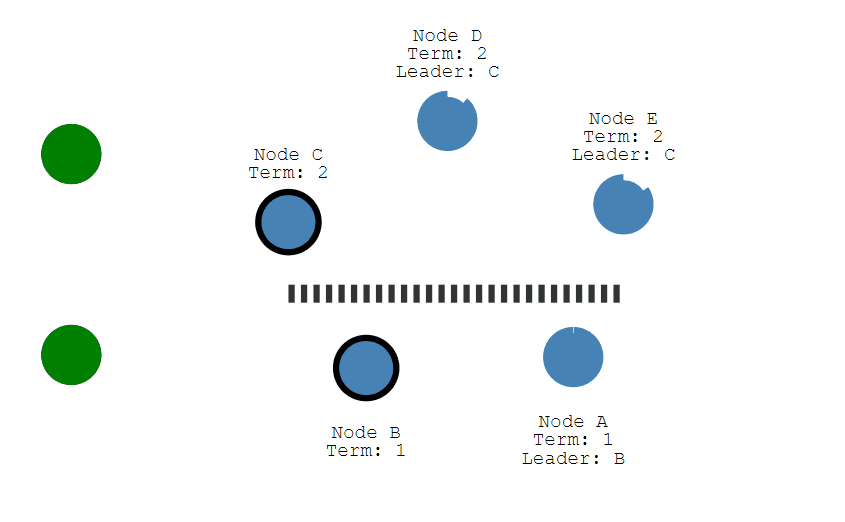 Node D
Term: 2
Leader: C
Node E
Term: 2
Leader: C
Node C
Term: 2
Node B
Term: 1
Node A
Term: 1
Leader: B